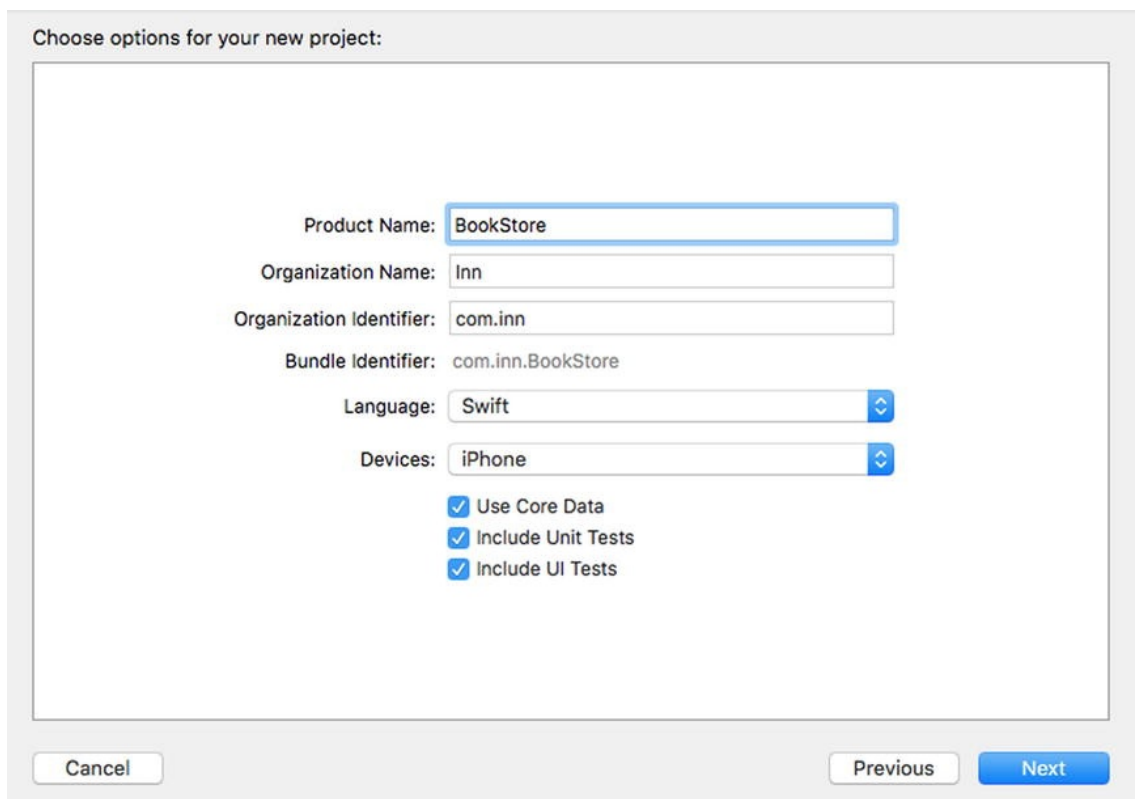 Choose options for your new project:
Product Name: BookStore
Organization Name: Inn
Organization Identifier: com.inn
Bundle Identifier: com.inn.BookStore
Language: Swift
Devices: iPhone
Use Core Data
Include Unit Tests
Include UI Tests
Cancel Previous Next